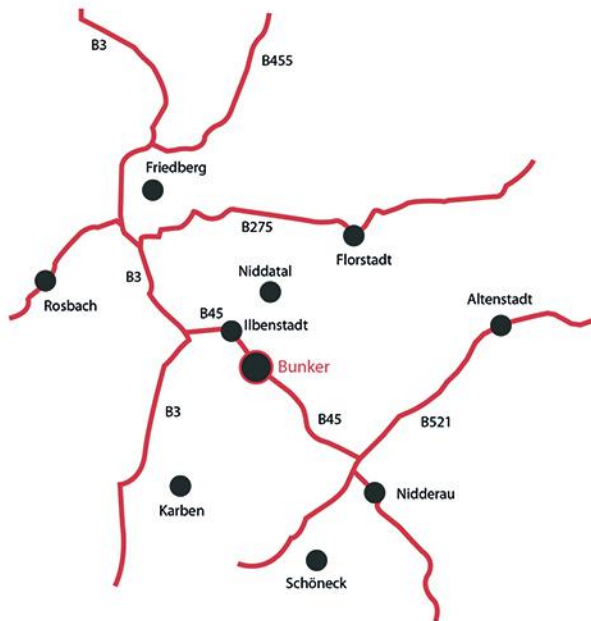 B3
B455
Friedberg
B275
Florstadt
B3
Niddatal
Rosbach
Altenstadt
B45
Ilbenstadt
Bunker
B3
B45
B521
Karben
Nidderau
Schöneck